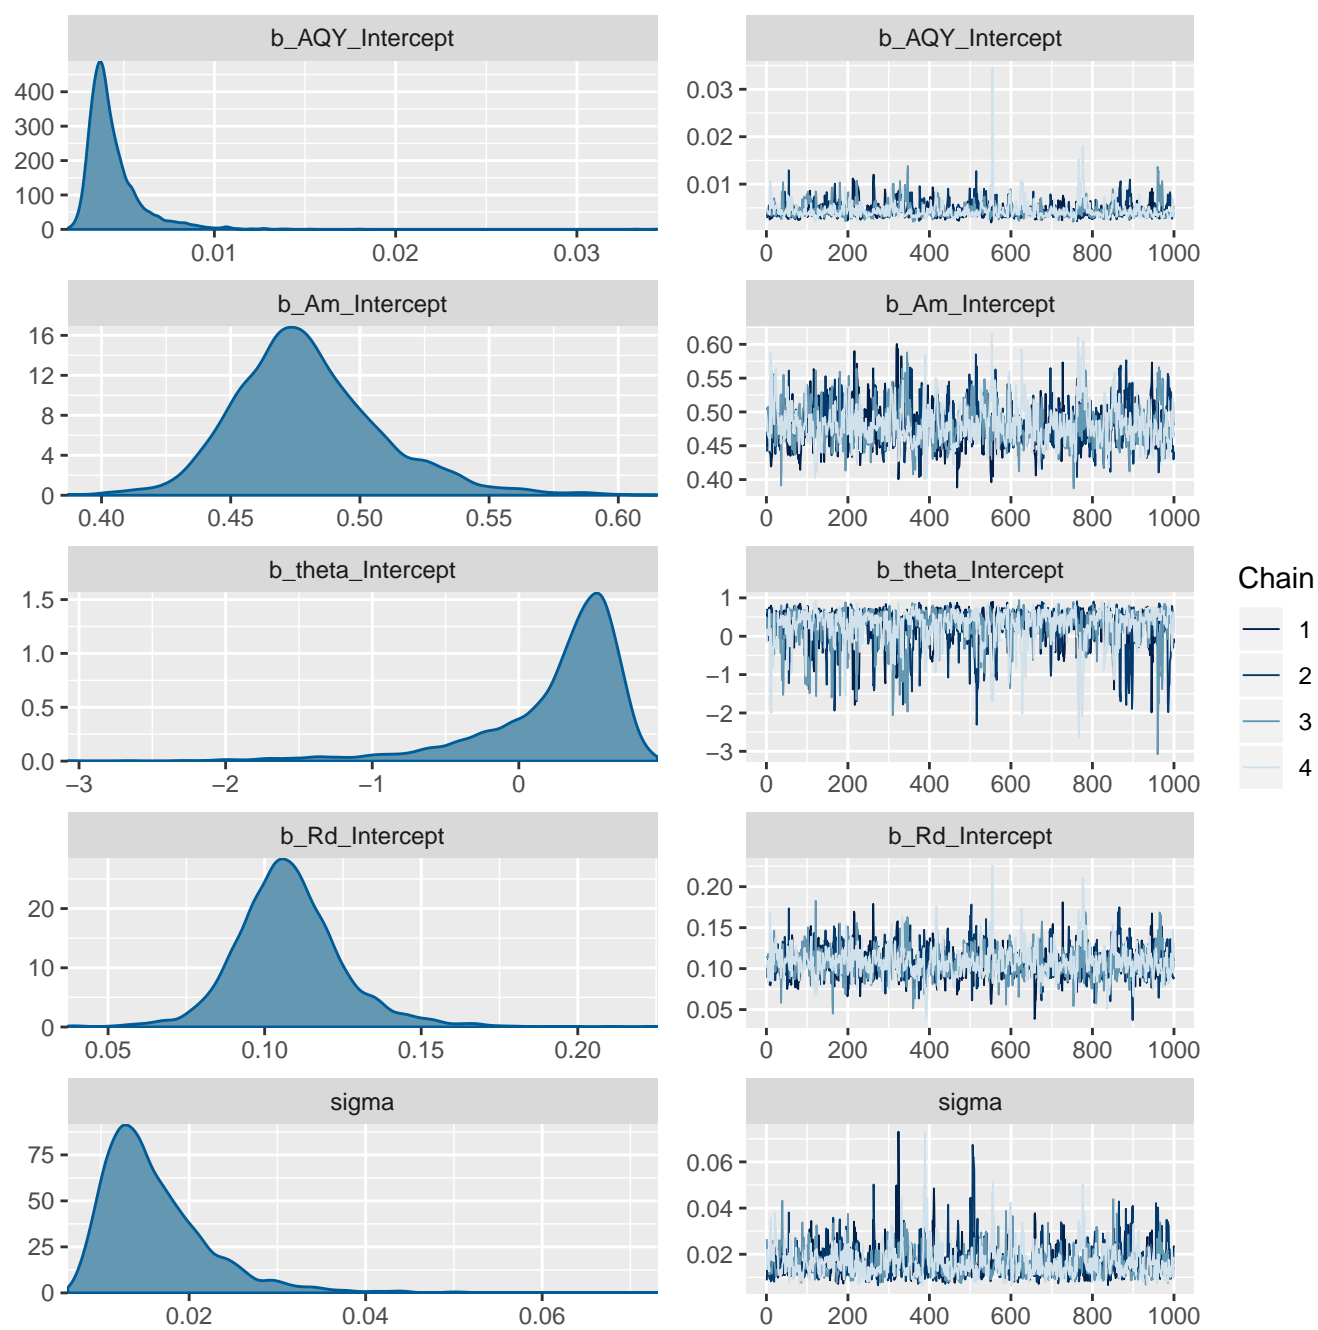 b_AQY_Intercept
400
300
200
100
0
0.01 0.02 0.03
b_AQY_Intercept
0.03
0.02
0.01
0 200 400 600 800 1000
b_Am_Intercept
16
12
8
4
0
0.40 0.45 0.50 0.55 0.60
b_Am_Intercept
0.60
0.55
0.50
0.45
0.40
0 200 400 600 800 1000
b_theta_Intercept
1.5
1.0
0.5
0.0
−3 −2 −1 0
b_theta_Intercept
1
0
−1
−2
−3
0 200 400 600 800 1000
b_Rd_Intercept
20
10
0
0.05 0.10 0.15 0.20
b_Rd_Intercept
0.20
0.15
0.10
0.05
0 200 400 600 800 1000
sigma
75
50
25
0
0.02 0.04 0.06
sigma
0.06
0.04
0.02
0 200 400 600 800 1000
Chain
1
2
3
4